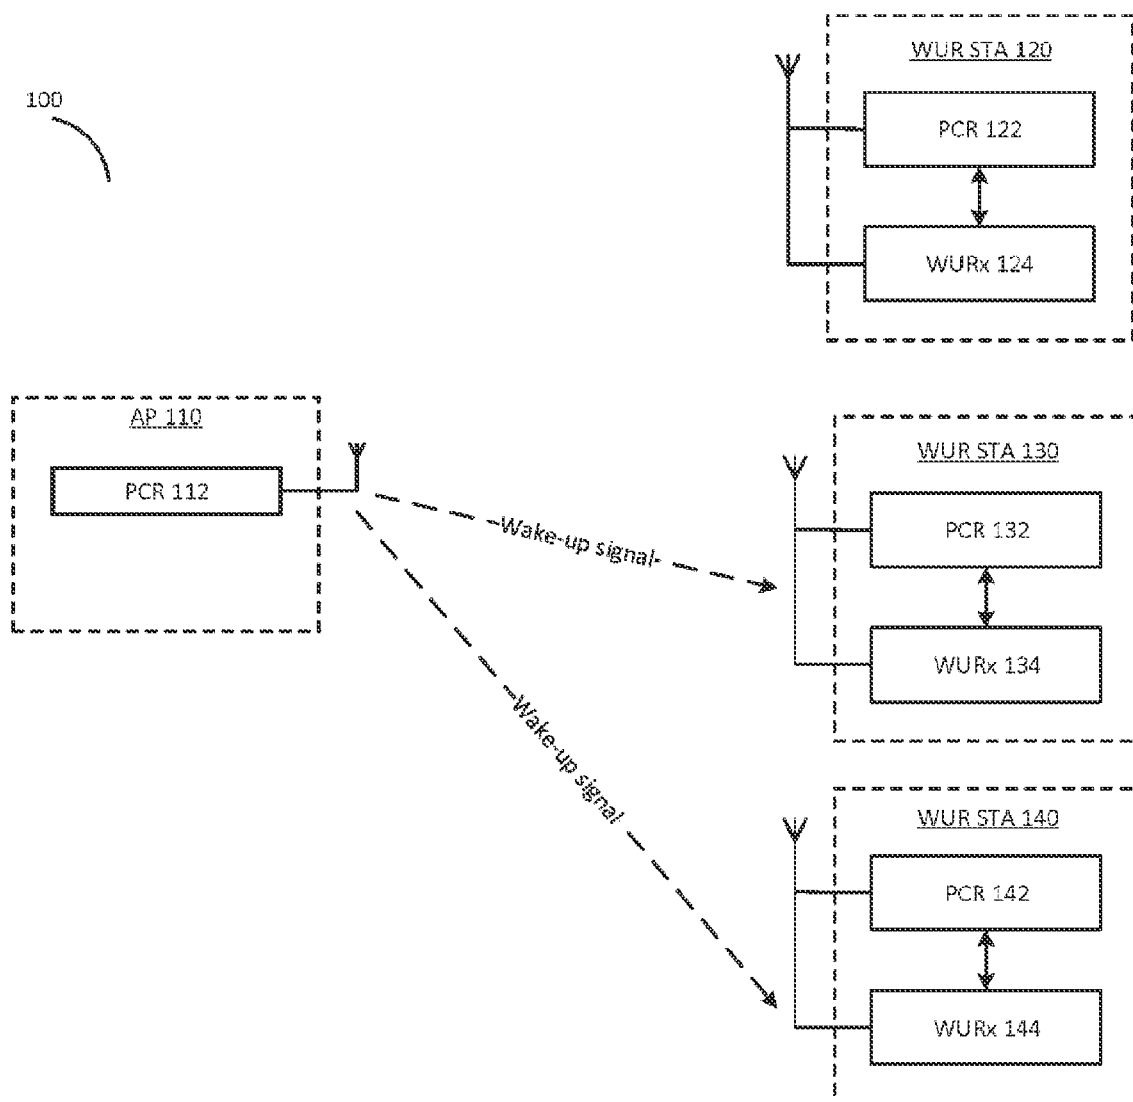 100
WUR STA 120
PCR 122
WURx 124
AP 110
PCR 112
Wake-up signal
WUR STA 130
PCR 132
WURx 134
Wake-up signal
WUR STA 140
PCR 142
WURx 144